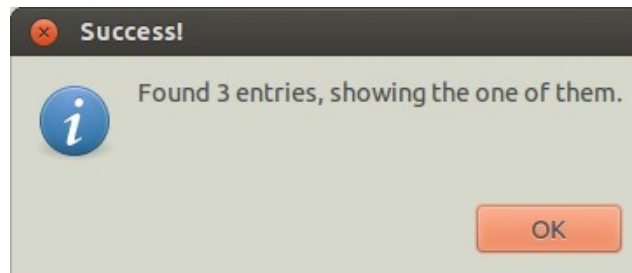 Success!
Found 3 entries, showing the one of them.
OK